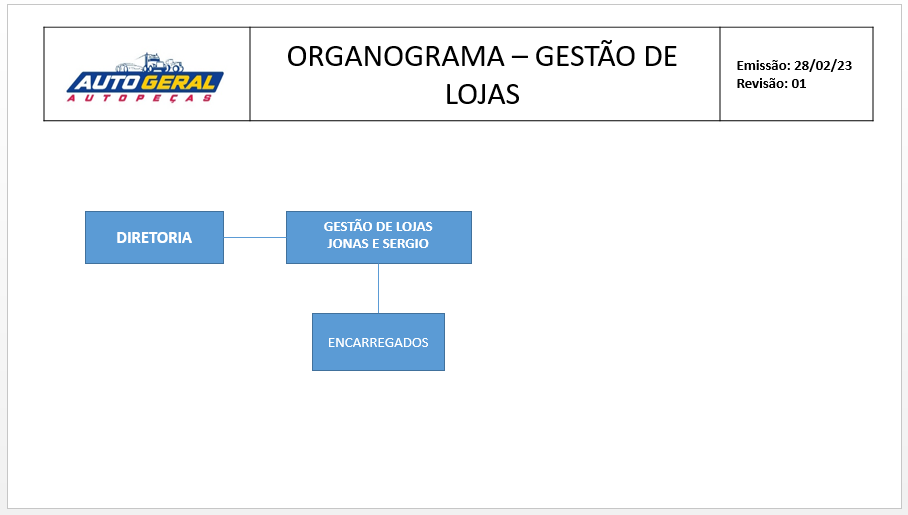 AUTO GERAL
AUTOPEÇAS
ORGANOGRAMA – GESTÃO DE
LOJAS
Emissão: 28/02/23
Revisão: 01
DIRETORIA
GESTÃO DE LOJAS
JONAS E SERGIO
ENCARREGADOS